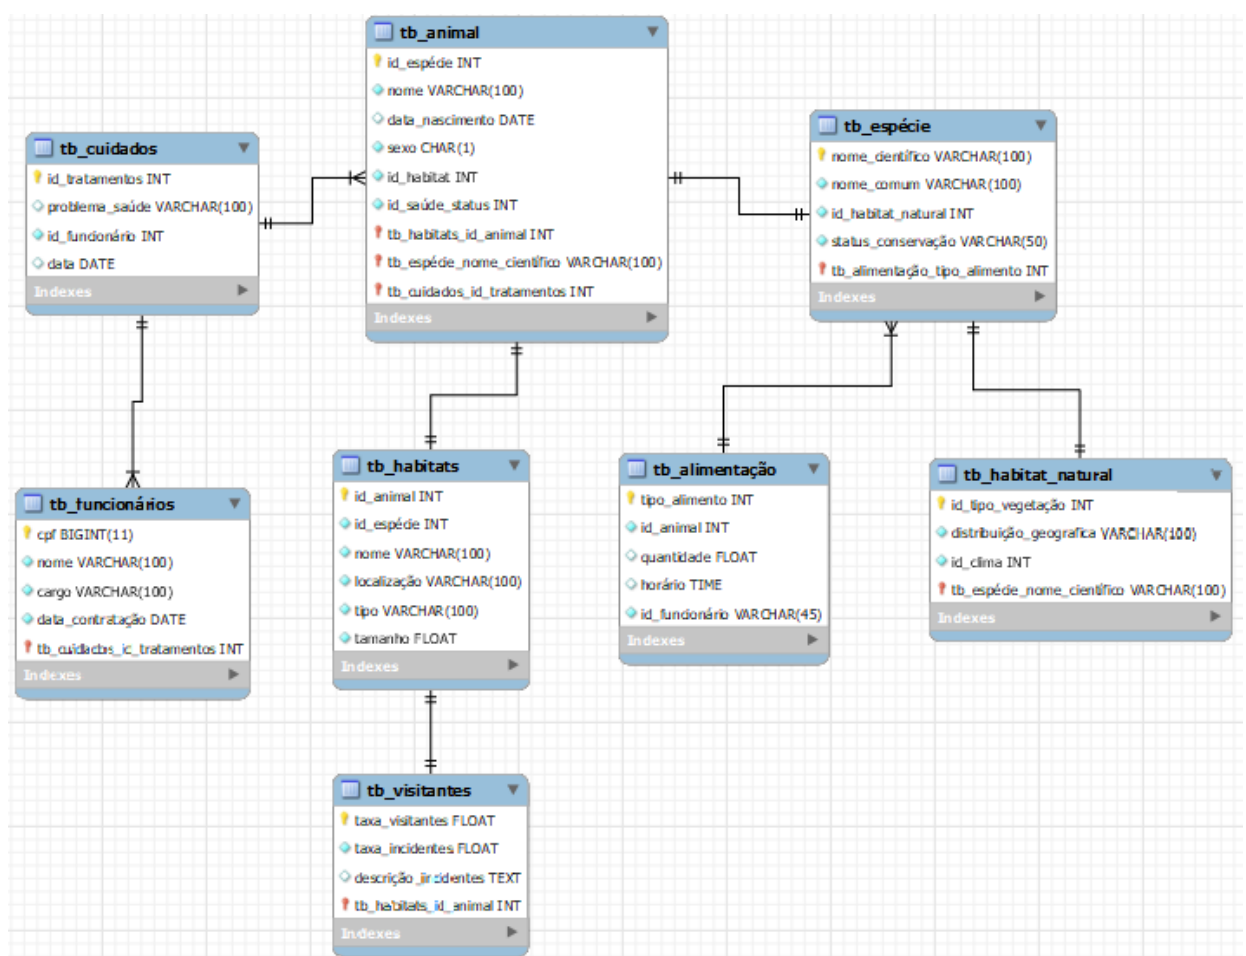 tb_animal
id_espécie INT
nome VARCHAR(100)
data_nascimento DATE
sexo CHAR(1)
id_habitat INT
id_saúde_status INT
tb_habitats_id_animal INT
tb_espécie_nome_científico VARCHAR(100)
tb_cuidados_id_tratamentos INT
Indexes
tb_cuidados
id_tratamentos INT
problema_saúde VARCHAR(100)
id_funcionário INT
data DATE
Indexes
tb_espécie
nome_científico VARCHAR(100)
nome_comum VARCHAR(100)
id_habitat_natural INT
status_conservação VARCHAR(50)
tb_alimentação_tipo_alimento INT
Indexes
tb_funcionários
cpf BIGINT(11)
nome VARCHAR(100)
cargo VARCHAR(100)
data_contratação DATE
tb_cuidados_id_tratamentos INT
Indexes
tb_habitats
id_animal INT
id_espécie INT
nome VARCHAR(100)
localização VARCHAR(100)
tipo VARCHAR(100)
tamanho FLOAT
Indexes
tb_alimentação
tipo_alimento INT
id_animal INT
quantidade FLOAT
horário TIME
id_funcionário VARCHAR(45)
Indexes
tb_habitat_natural
id_tipo_vegetação INT
distribuição_geografica VARCHAR(100)
id_clima INT
tb_espécie_nome_científico VARCHAR(100)
Indexes
tb_visitantes
taxa_visitantes FLOAT
taxa_incidentes FLOAT
descrição_incidentes TEXT
tb_habitats_id_animal INT
Indexes